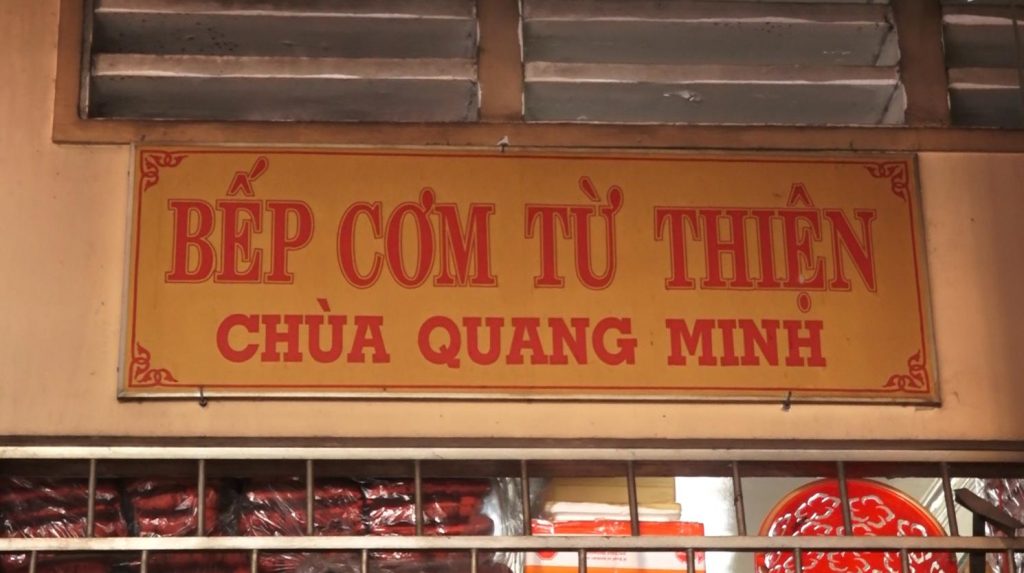 BẾP CƠM TỪ THIỆN
CHÙA QUANG MINH